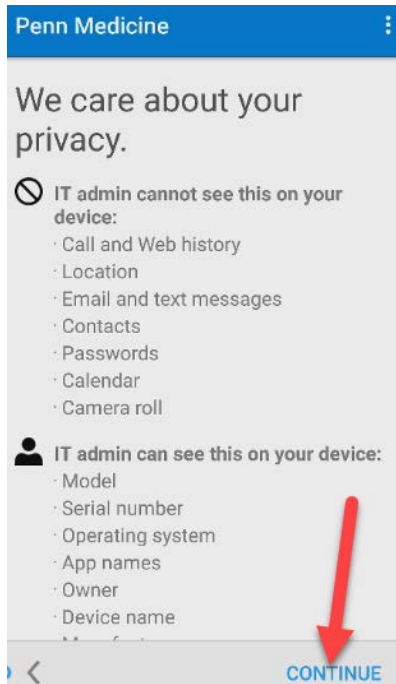 Penn Medicine
We care about your
privacy.
IT admin cannot see this on your
device:
· Call and Web history
· Location
· Email and text messages
· Contacts
· Passwords
· Calendar
· Camera roll
IT admin can see this on your device:
· Model
· Serial number
· Operating system
· App names
· Owner
· Device name
CONTINUE